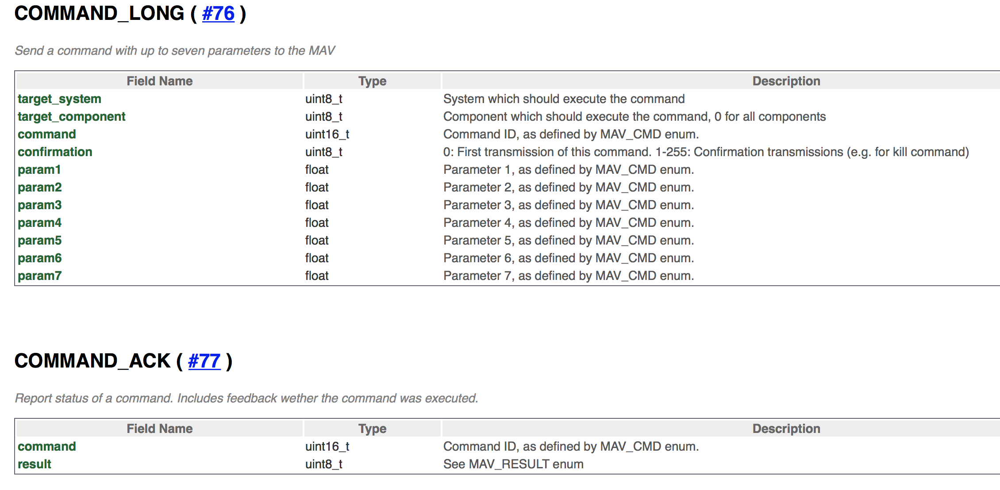 COMMAND_LONG ( #76 )
Send a command with up to seven parameters to the MAV
Field Name Type Description
target_system uint8_t System which should execute the command
target_component uint8_t Component which should execute the command, 0 for all components
command uint16_t Command ID, as defined by MAV_CMD enum.
confirmation uint8_t 0: First transmission of this command. 1-255: Confirmation transmissions (e.g. for kill command)
param1 float Parameter 1, as defined by MAV_CMD enum.
param2 float Parameter 2, as defined by MAV_CMD enum.
param3 float Parameter 3, as defined by MAV_CMD enum.
param4 float Parameter 4, as defined by MAV_CMD enum.
param5 float Parameter 5, as defined by MAV_CMD enum.
param6 float Parameter 6, as defined by MAV_CMD enum.
param7 float Parameter 7, as defined by MAV_CMD enum.
COMMAND_ACK ( #77 )
Report status of a command. Includes feedback wether the command was executed.
Field Name Type Description
command uint16_t Command ID, as defined by MAV_CMD enum.
result uint8_t See MAV_RESULT enum